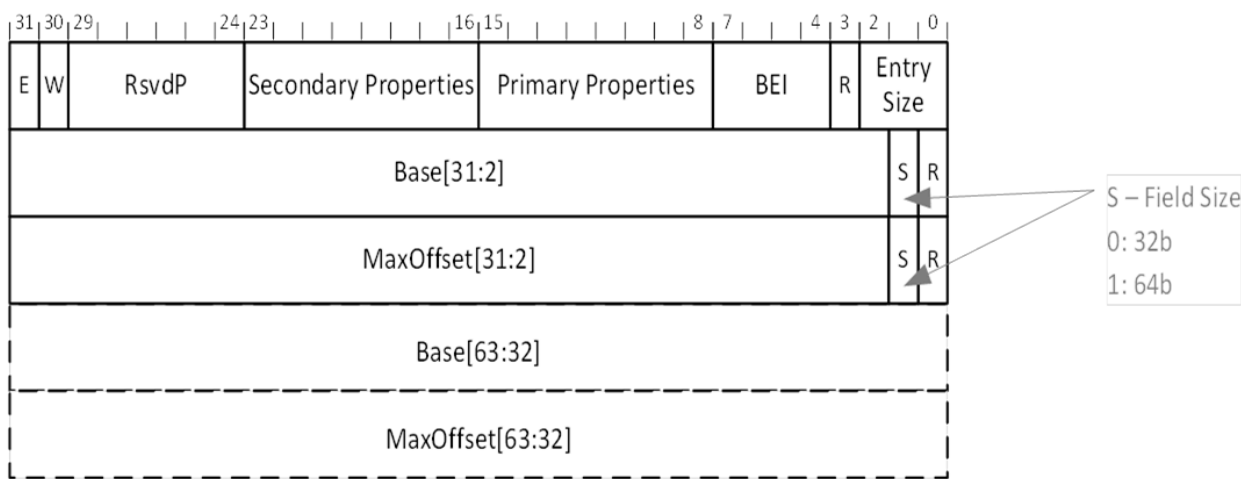 31 30 29 24 23 16 15 8 7 4 3 2 0
E W RsvdP Secondary Properties Primary Properties BEI R Entry Size
Base[31:2] S R
MaxOffset[31:2] S R
Base[63:32]
MaxOffset[63:32]
S – Field Size
0: 32b
1: 64b